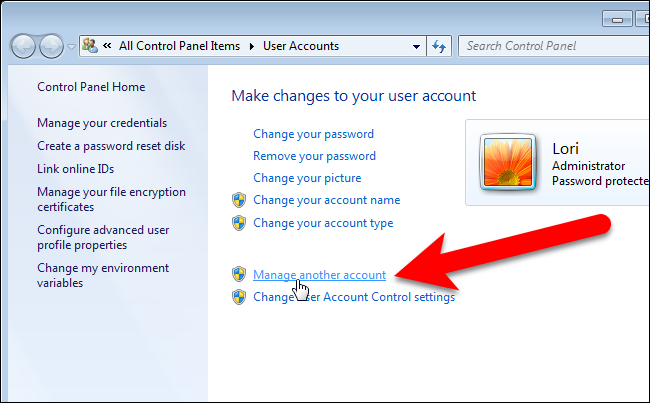 « All Control Panel Items ▸ User Accounts
Search Control Panel
Control Panel Home
Manage your credentials
Create a password reset disk
Link online IDs
Manage your file encryption
certificates
Configure advanced user
profile properties
Change my environment
variables
Make changes to your user account
Change your password
Remove your password
Change your picture
Change your account name
Change your account type
Manage another account
Change User Account Control settings
Lori
Administrator
Password protecte